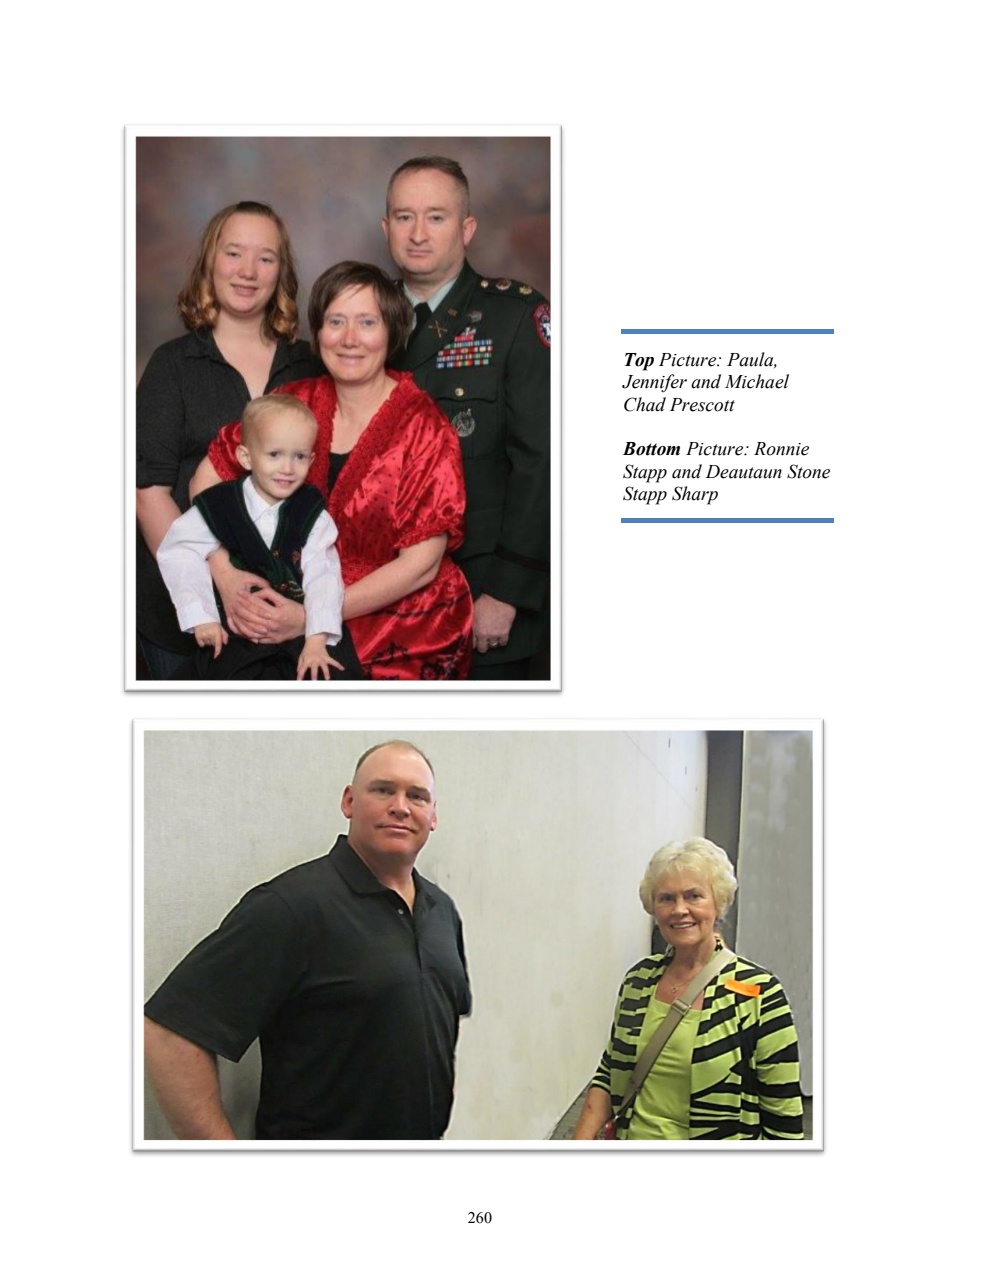 Top Picture: Paula,
Jennifer and Michael
Chad Prescott
Bottom Picture: Ronnie
Stapp and Deautaun Stone
Stapp Sharp
260